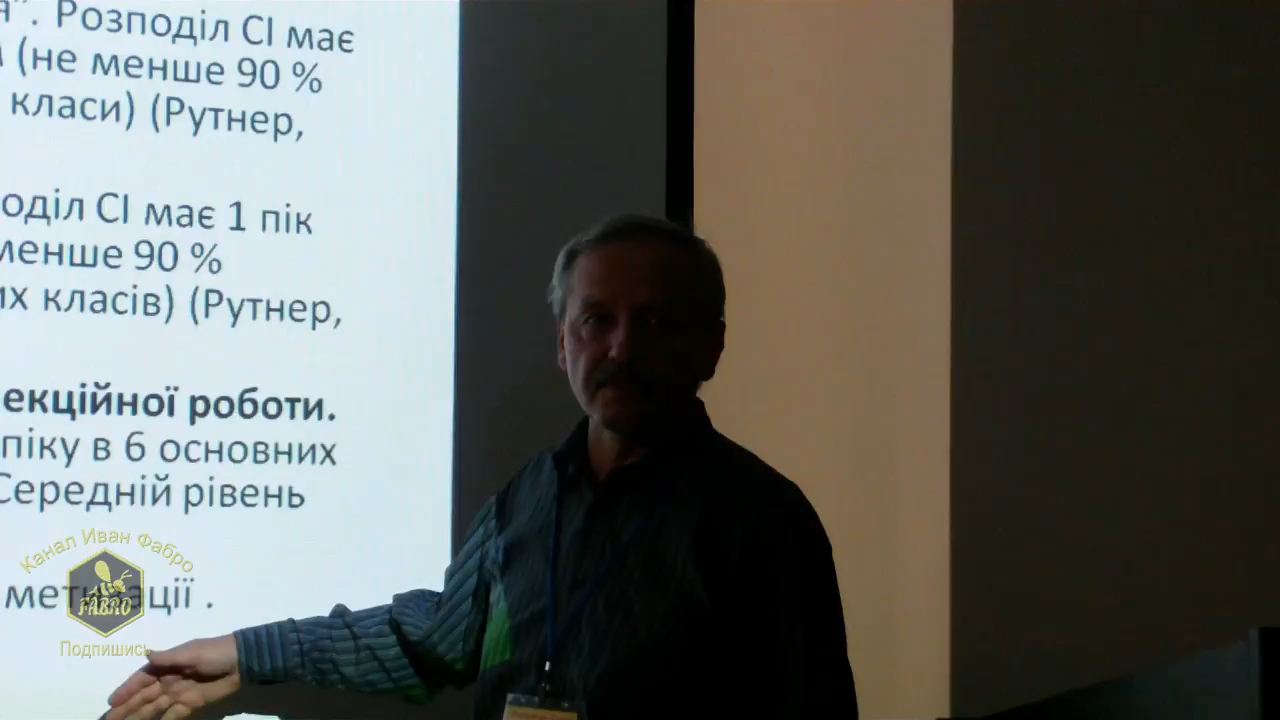 я". Розподіл СІ має
(не менше 90 %
класи) (Рутнер,
оділ СІ має 1 пік
менше 90 %
их класів) (Рутнер,
екційної роботи.
піку в 6 основних
Середній рівень
метизації .
Канал Иван Фабро
FABRO
Подпишись